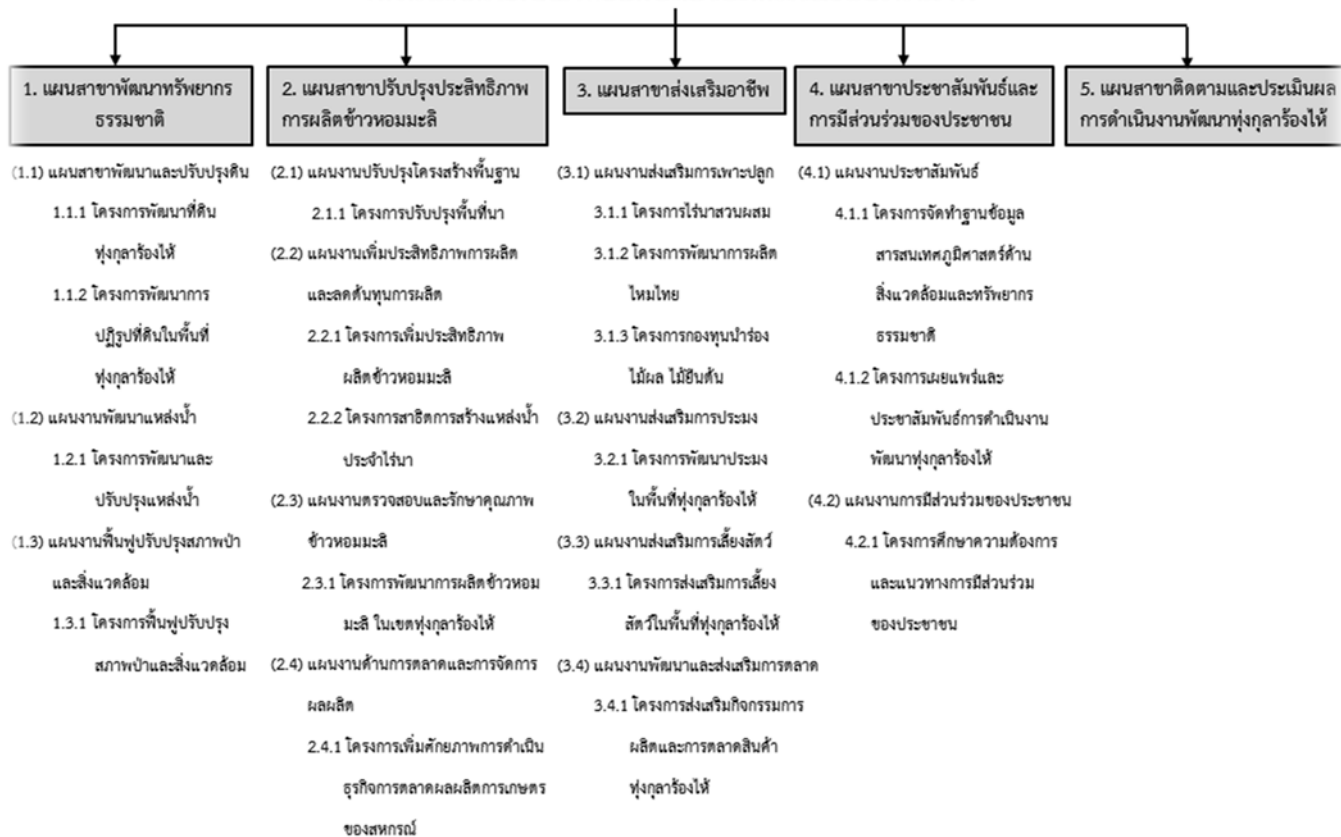 1. แผนสาขาพัฒนาทรัพยากร
ธรรมชาติ
(1.1) แผนสาขาพัฒนาและปรับปรุงดิน
1.1.1 โครงการพัฒนาที่ดิน
ทุ่งกุลาร้องไห้
1.1.2 โครงการพัฒนาการ
ปฏิรูปที่ดินในพื้นที่
ทุ่งกุลาร้องไห้
(1.2) แผนงานพัฒนาแหล่งน้ำ
1.2.1 โครงการพัฒนาและ
ปรับปรุงแหล่งน้ำ
(1.3) แผนงานฟื้นฟูปรับปรุงสภาพป่า
และสิ่งแวดล้อม
1.3.1 โครงการฟื้นฟูปรับปรุง
สภาพป่าและสิ่งแวดล้อม
2. แผนสาขาปรับปรุงประสิทธิภาพ
การผลิตข้าวหอมมะลิ
(2.1) แผนงานปรับปรุงโครงสร้างพื้นฐาน
2.1.1 โครงการปรับปรุงพื้นที่นา
(2.2) แผนงานเพิ่มประสิทธิภาพการผลิต
และลดต้นทุนการผลิต
2.2.1 โครงการเพิ่มประสิทธิภาพ
ผลิตข้าวหอมมะลิ
2.2.2 โครงการสาธิตการสร้างแหล่งน้ำ
ประจำไร่นา
(2.3) แผนงานตรวจสอบและรักษาคุณภาพ
ข้าวหอมมะลิ
2.3.1 โครงการพัฒนาการผลิตข้าวหอม
มะลิ ในเขตทุ่งกุลาร้องไห้
(2.4) แผนงานด้านการตลาดและการจัดการ
ผลผลิต
2.4.1 โครงการเพิ่มศักยภาพการดำเนิน
ธุรกิจการตลาดผลผลิตการเกษตร
ของสหกรณ์
3. แผนสาขาส่งเสริมอาชีพ
(3.1) แผนงานส่งเสริมการเพาะปลูก
3.1.1 โครงการไร่นาสวนผสม
3.1.2 โครงการพัฒนาการผลิต
ไหมไทย
3.1.3 โครงการกองทุนนำร่อง
ไม้ผล ไม้ยืนต้น
(3.2) แผนงานส่งเสริมการประมง
3.2.1 โครงการพัฒนาประมง
ในพื้นที่ทุ่งกุลาร้องไห้
(3.3) แผนงานส่งเสริมการเลี้ยงสัตว์
3.3.1 โครงการส่งเสริมการเลี้ยง
สัตว์ในพื้นที่ทุ่งกุลาร้องไห้
(3.4) แผนงานพัฒนาและส่งเสริมการตลาด
3.4.1 โครงการส่งเสริมกิจกรรมการ
ผลิตและการตลาดสินค้า
ทุ่งกุลาร้องไห้
4. แผนสาขาประชาสัมพันธ์และ
การมีส่วนร่วมของประชาชน
(4.1) แผนงานประชาสัมพันธ์
4.1.1 โครงการจัดทำฐานข้อมูล
สารสนเทศภูมิศาสตร์ด้าน
สิ่งแวดล้อมและทรัพยากร
ธรรมชาติ
4.1.2 โครงการเผยแพร่และ
ประชาสัมพันธ์การดำเนินงาน
พัฒนาทุ่งกุลาร้องไห้
(4.2) แผนงานการมีส่วนร่วมของประชาชน
4.2.1 โครงการศึกษาความต้องการ
และแนวทางการมีส่วนร่วม
ของประชาชน
5. แผนสาขาติดตามและประเมินผล
การดำเนินงานพัฒนาทุ่งกุลาร้องไห้